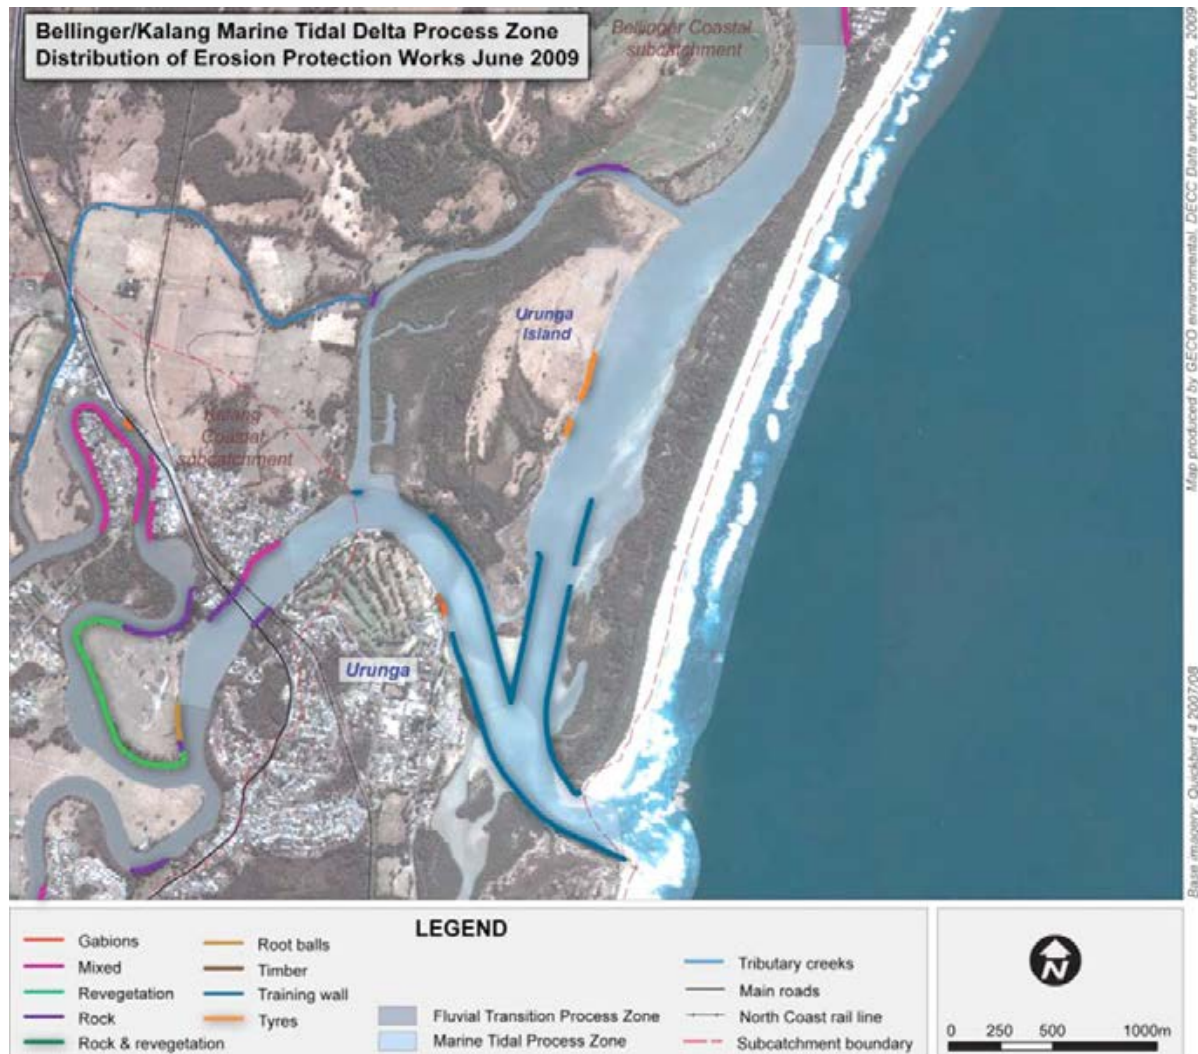 Bellinger/Kalang Marine Tidal Delta Process Zone
Distribution of Erosion Protection Works June 2009
Bellinger Coastal
subcatchment
Urunga
Island
Kalang
Coastal
subcatchment
Urunga
Map produced by GECO environmental, DECC Data under Licence, 2009
Base imagery: Quickbird 4/2007/08
LEGEND
Gabions
Mixed
Revegetation
Rock
Rock & revegetation
Root balls
Timber
Training wall
Tyres
Fluvial Transition Process Zone
Marine Tidal Process Zone
Tributary creeks
Main roads
North Coast rail line
Subcatchment boundary
N
0 250 500 1000m